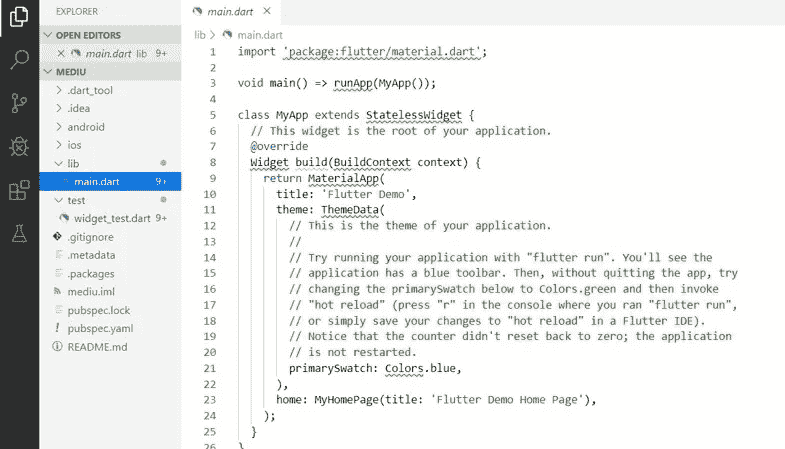 EXPLORER
OPEN EDITORS
main.dart lib 9+
MEDIU
.dart_tool
.idea
android
ios
lib
main.dart 9+
test
widget_test.dart 9+
.gitignore
.metadata
.packages
mediu.iml
pubspec.lock
pubspec.yaml
README.md
main.dart
lib > main.dart
1 import 'package:flutter/material.dart';
2
3 void main() => runApp(MyApp());
4
5 class MyApp extends StatelessWidget {
6 // This widget is the root of your application.
7 @override
8 Widget build(BuildContext context) {
9 return MaterialApp(
10 title: 'Flutter Demo',
11 theme: ThemeData(
12 // This is the theme of your application.
13 //
14 // Try running your application with "flutter run". You'll see the
15 // application has a blue toolbar. Then, without quitting the app, try
16 // changing the primarySwatch below to Colors.green and then invoke
17 // "hot reload" (press "r" in the console where you ran "flutter run",
18 // or simply save your changes to "hot reload" in a Flutter IDE).
19 // Notice that the counter didn't reset back to zero; the application
20 // is not restarted.
21 primarySwatch: Colors.blue,
22 ),
23 home: MyHomePage(title: 'Flutter Demo Home Page'),
24 );
25 }
26 }